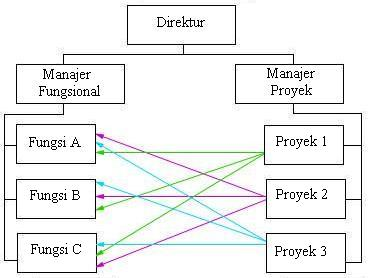 Direktur
Manajer
Fungsional
Manajer
Proyek
Fungsi A
Proyek 1
Fungsi B
Proyek 2
Fungsi C
Proyek 3